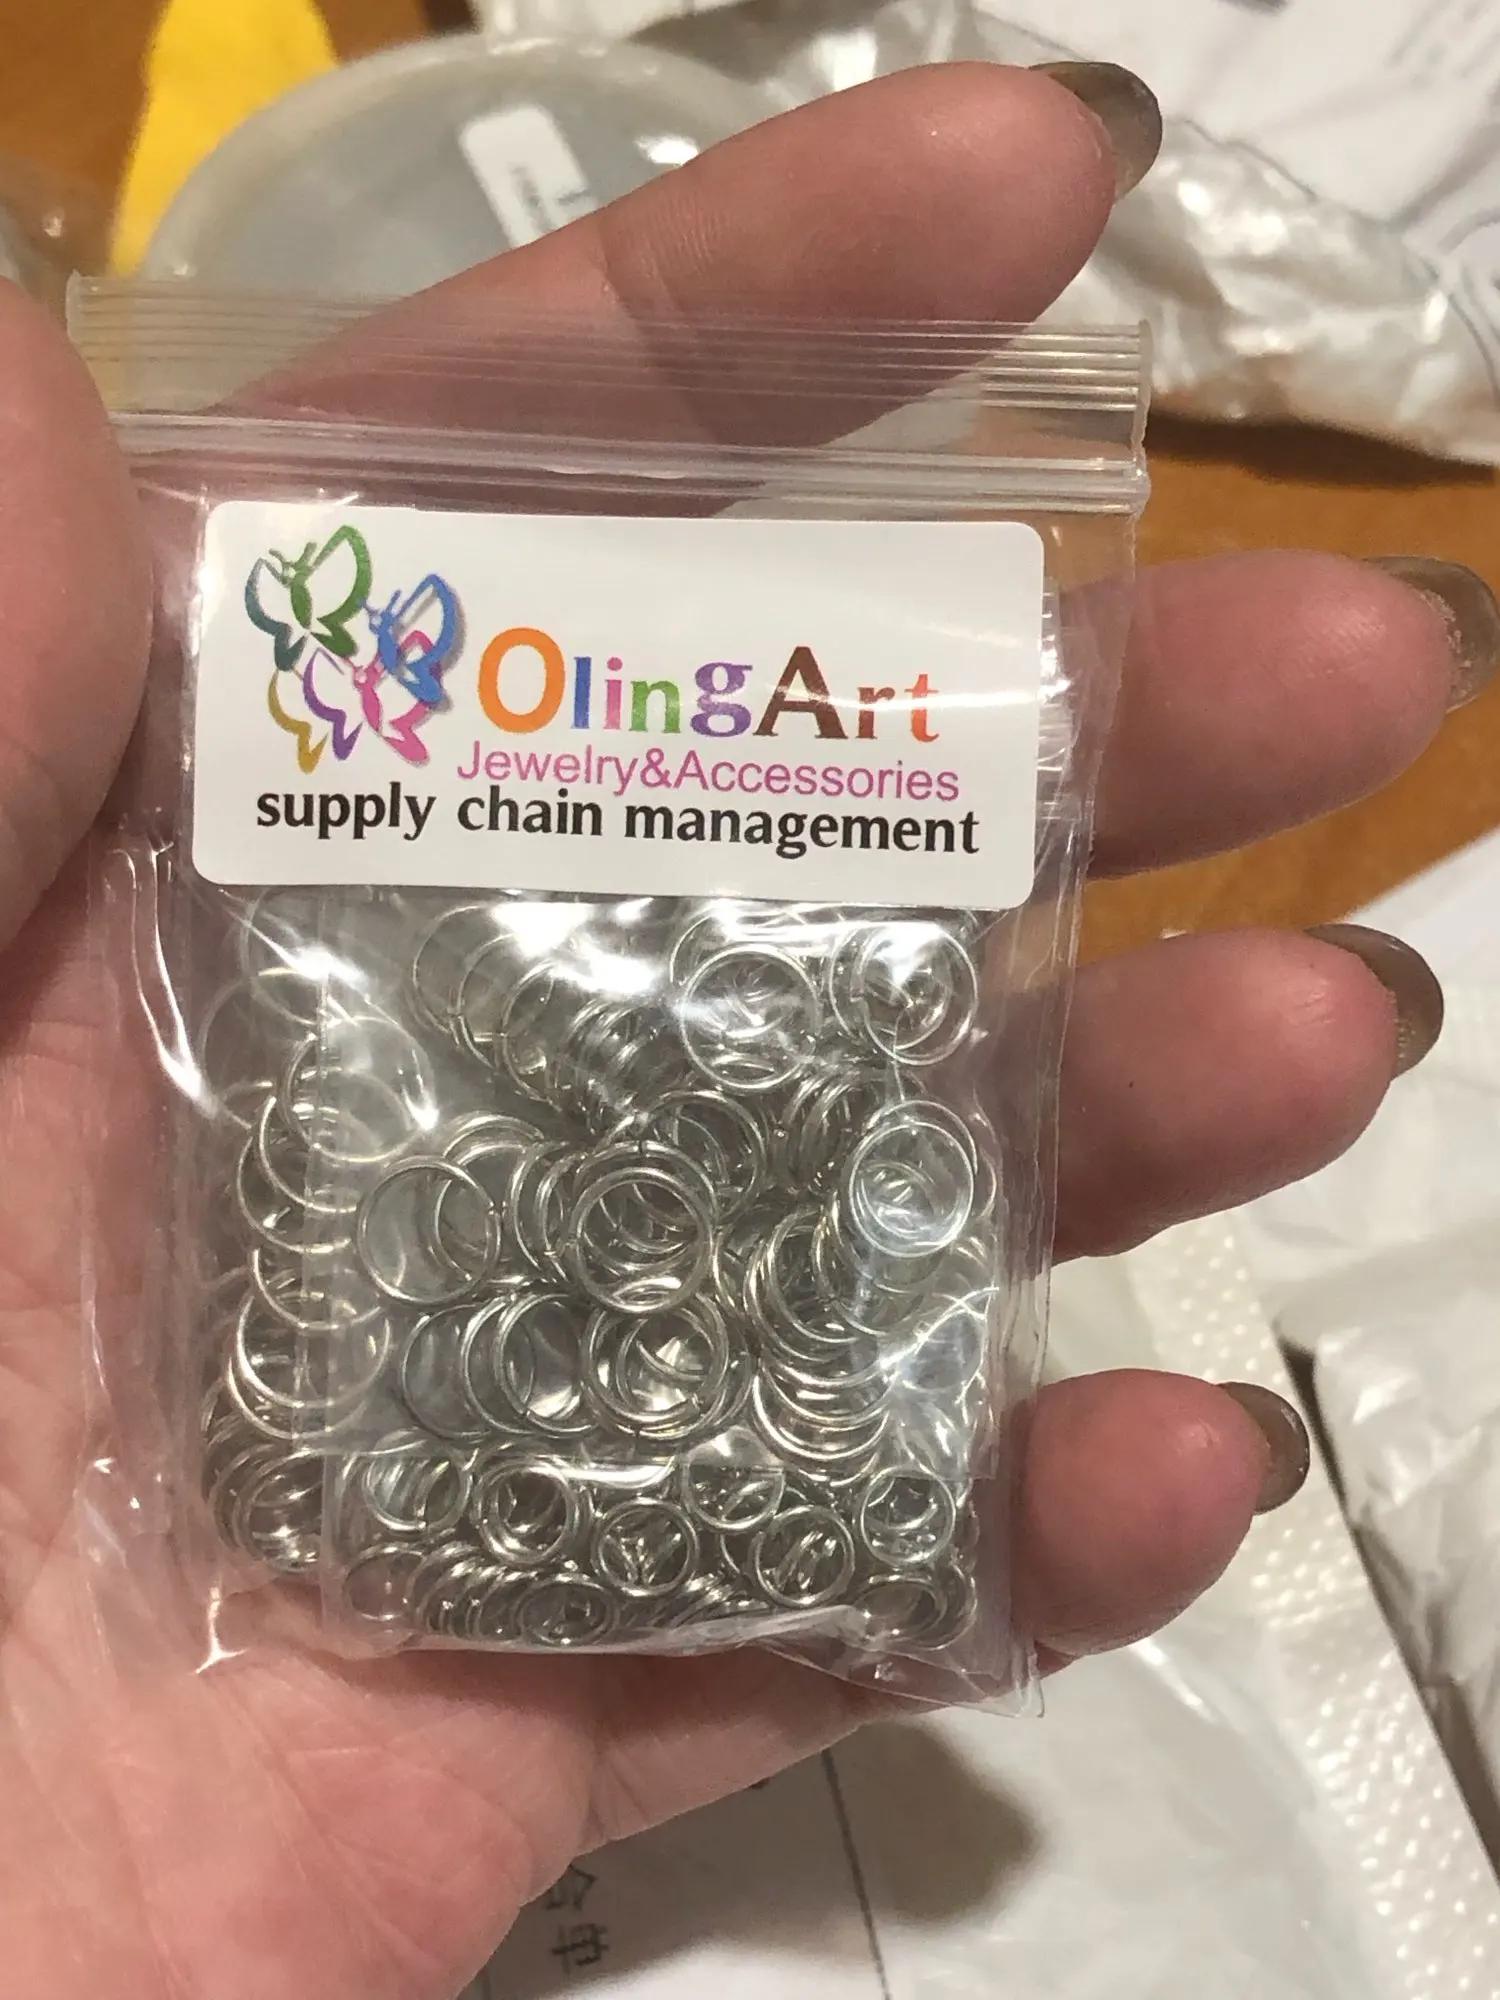 OlingArt
Jewelry&Accessories
supply chain management